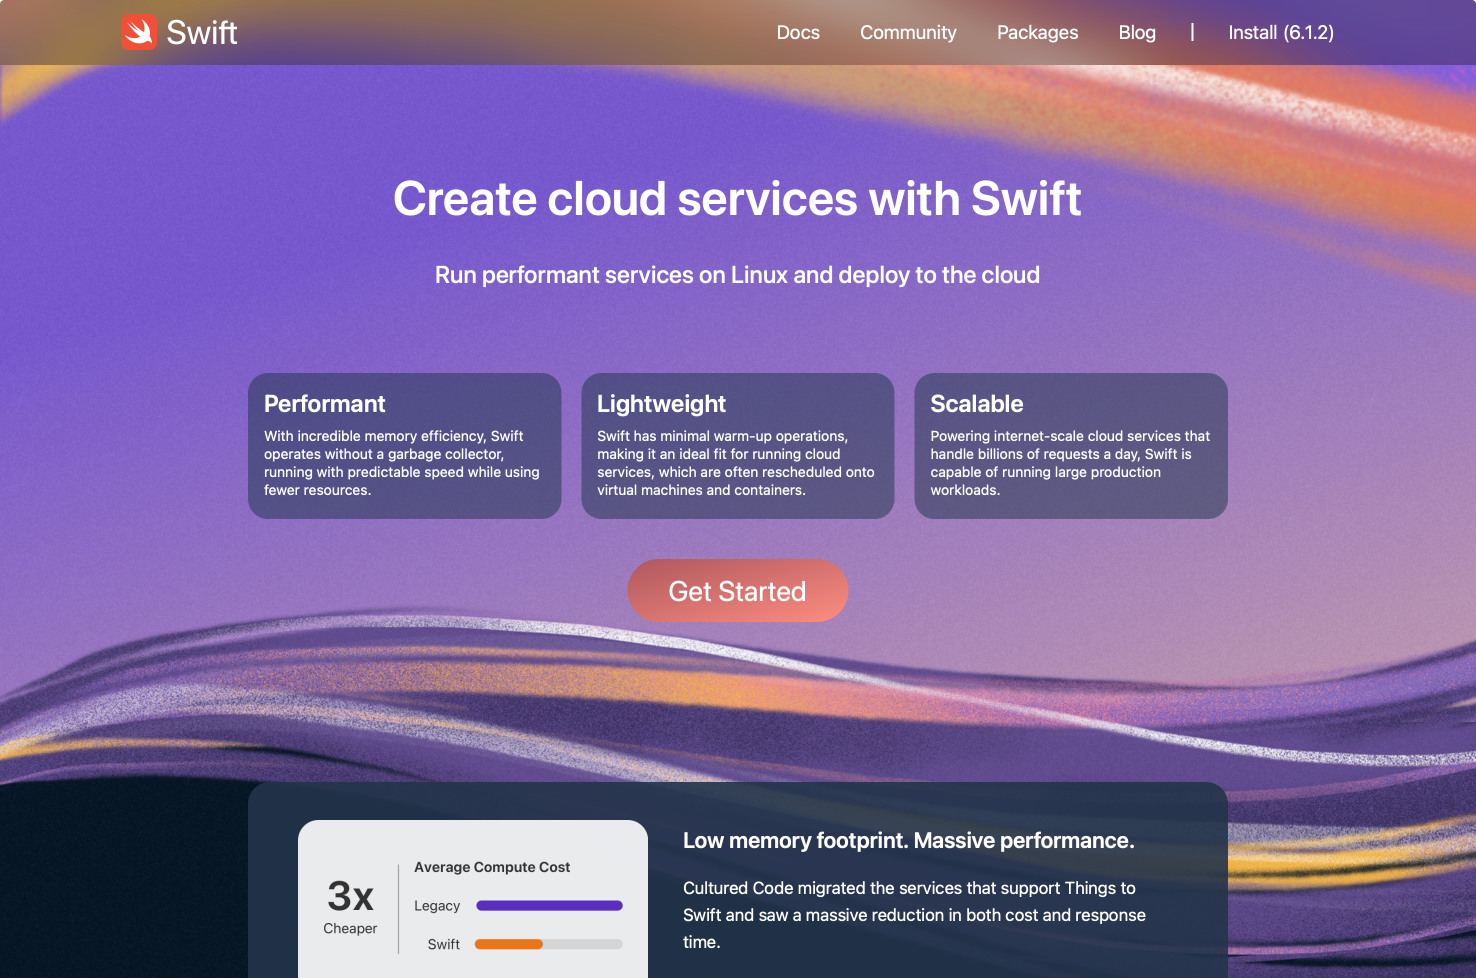 Swift
Docs
Community
Packages
Blog
|
Install (6.1.2)
Create cloud services with Swift
Run performant services on Linux and deploy to the cloud
Performant
With incredible memory efficiency, Swift
operates without a garbage collector,
running with predictable speed while using
fewer resources.
Lightweight
Swift has minimal warm-up operations,
making it an ideal fit for running cloud
services, which are often rescheduled onto
virtual machines and containers.
Scalable
Powering internet-scale cloud services that
handle billions of requests a day, Swift is
capable of running large production
workloads.
Get Started
3x
Cheaper
Average Compute Cost
Legacy
Swift
Low memory footprint. Massive performance.
Cultured Code migrated the services that support Things to
Swift and saw a massive reduction in both cost and response
time.